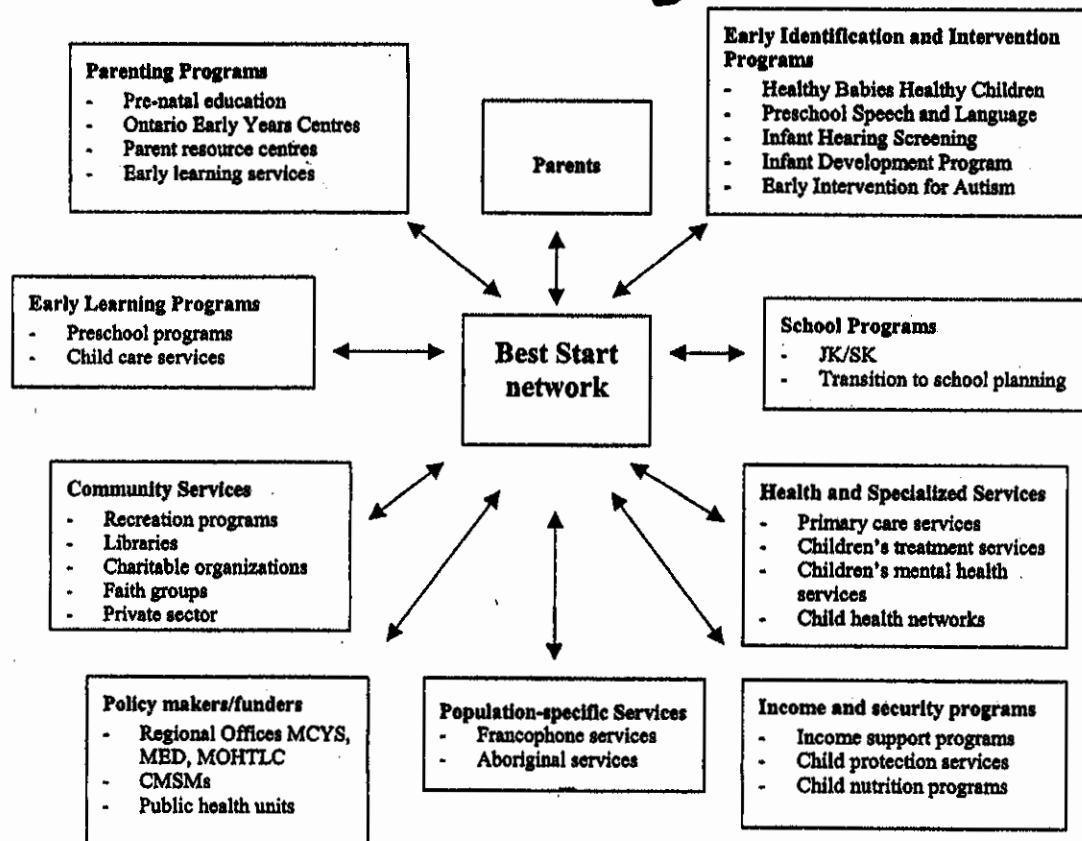 Parenting Programs
- Pre-natal education
- Ontario Early Years Centres
- Parent resource centres
- Early learning services
Parents
Early Identification and Intervention
Programs
- Healthy Babies Healthy Children
- Preschool Speech and Language
- Infant Hearing Screening
- Infant Development Program
- Early Intervention for Autism
Early Learning Programs
- Preschool programs
- Child care services
Best Start
network
School Programs
- JK/SK
- Transition to school planning
Community Services
- Recreation programs
- Libraries
- Charitable organizations
- Faith groups
- Private sector
Health and Specialized Services
- Primary care services
- Children's treatment services
- Children's mental health
services
- Child health networks
Policy makers/funders
- Regional Offices MCYS,
MED, MOHTLC
- CMSMs
- Public health units
Population-specific Services
- Francophone services
- Aboriginal services
Income and security programs
- Income support programs
- Child protection services
- Child nutrition programs